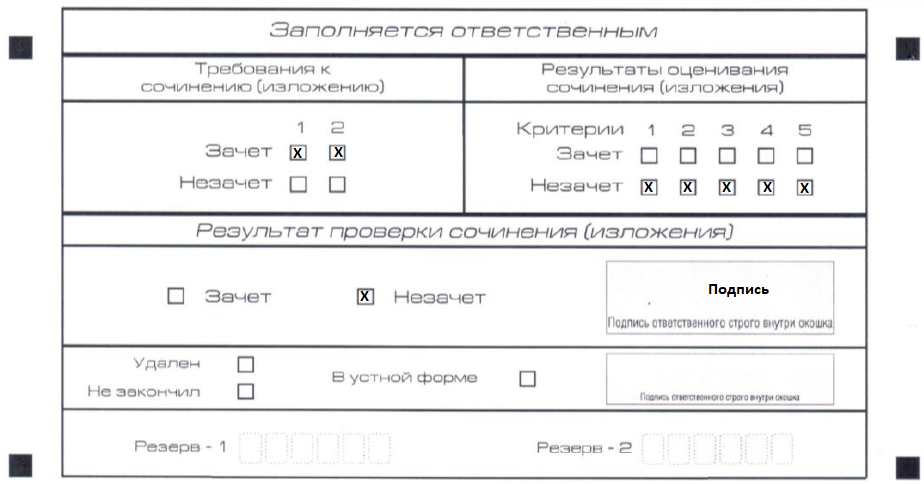 Заполняется ответственным
Требования к
сочинению (изложению)
Результаты оценивания
сочинения (изложения)
1 2
Зачет X X
Незачет
Критерии 1 2 3 4 5
Зачет
Незачет X X X X X
Результат проверки сочинения (изложения)
Зачет
X Незачет
Подпись
Подпись ответственного строго внутри окошка
Удален
Не закончил
В устной форме
Подпись ответственного строго внутри окошка
Резерв - 1
Резерв - 2